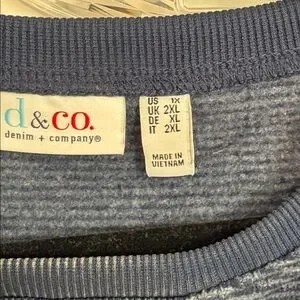 d&co.
denim + company®
US 1X
UK 2XL
DE XL
IT 2XL
MADE IN
VIETNAM